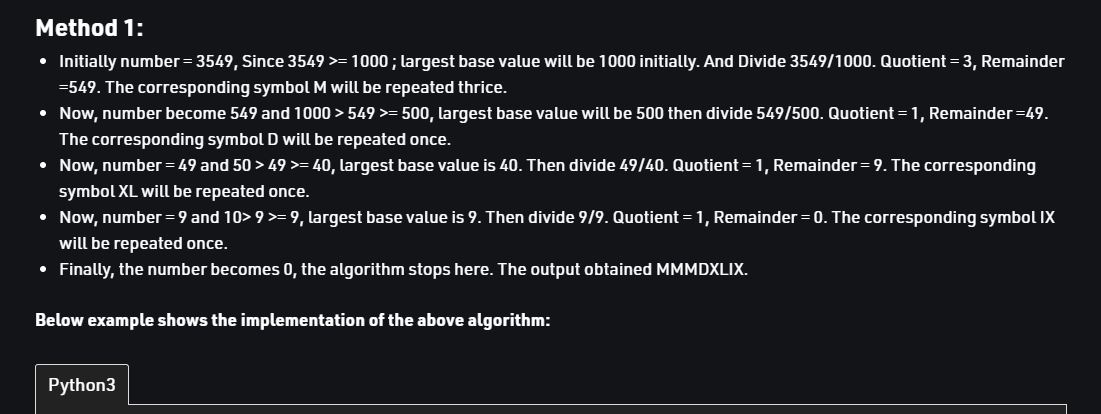 Method 1:
• Initially number = 3549, Since 3549 >= 1000 ; largest base value will be 1000 initially. And Divide 3549/1000. Quotient = 3, Remainder
=549. The corresponding symbol M will be repeated thrice.
• Now, number become 549 and 1000 > 549 >= 500, largest base value will be 500 then divide 549/500. Quotient = 1, Remainder =49.
The corresponding symbol D will be repeated once.
• Now, number = 49 and 50 > 49 >= 40, largest base value is 40. Then divide 49/40. Quotient = 1, Remainder = 9. The corresponding
symbol XL will be repeated once.
• Now, number = 9 and 10> 9 >= 9, largest base value is 9. Then divide 9/9. Quotient = 1, Remainder = 0. The corresponding symbol IX
will be repeated once.
• Finally, the number becomes 0, the algorithm stops here. The output obtained MMMDXLIX.
Below example shows the implementation of the above algorithm:
Python3